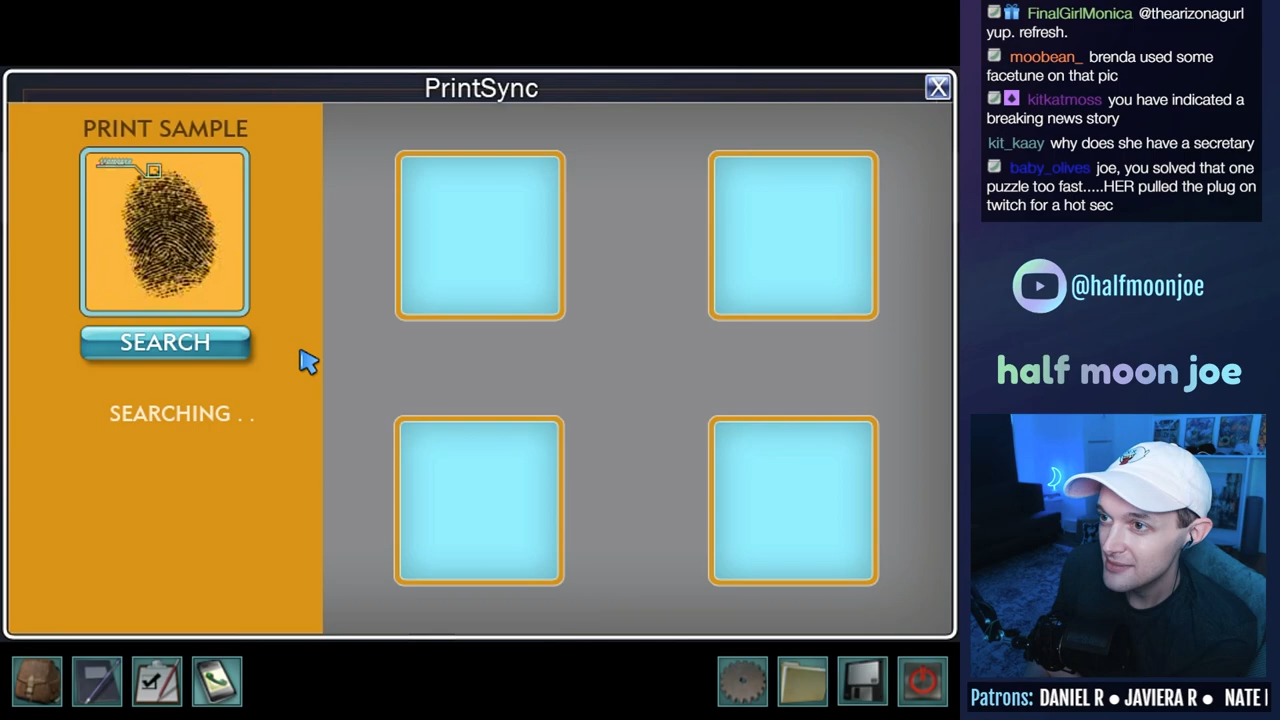 PrintSync
X
PRINT SAMPLE
SEARCH
SEARCHING . .
FinalGirlMonica @thearizonagurl
yup. refresh.
moobean_ brenda used some
facetune on that pic
kitkatmoss you have indicated a
breaking news story
kit_kaay why does she have a secretary
baby_olives joe, you solved that one
puzzle too fast.....HER pulled the plug on
twitch for a hot sec
@halfmoonjoe
half moon joe
Patrons: DANIEL R ● JAVIERA R ● NATE